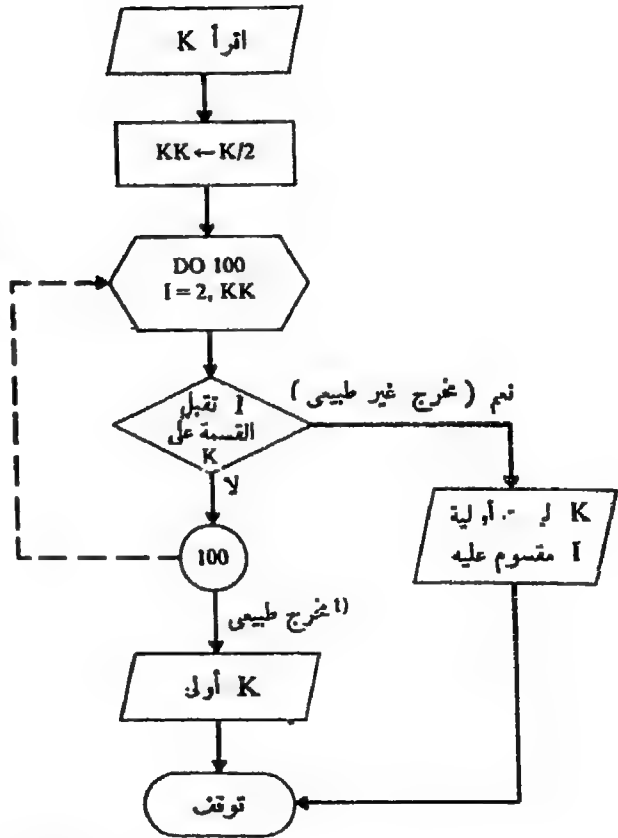 اقرأ K
KK ← K/2
DO 100
I = 2, KK
I تقبل
القسمة على
K
نعم (مخرج غير طبيعى)
لا
K أولية
I مقسوم عليه
100
مخرج طبيعى
K أولى
توقف